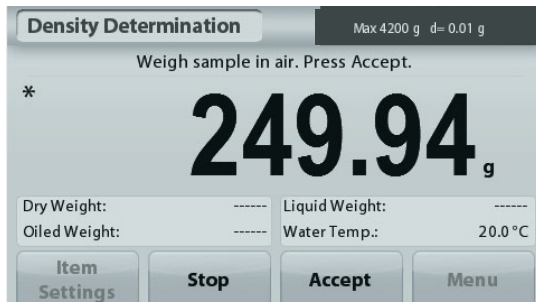 Density Determination
Max 4200 g d= 0.01 g
Weigh sample in air. Press Accept.
*
249.94 g
Dry Weight: ------ Liquid Weight: ------
Oiled Weight: ------ Water Temp.: 20.0°C
Item Settings Stop Accept Menu